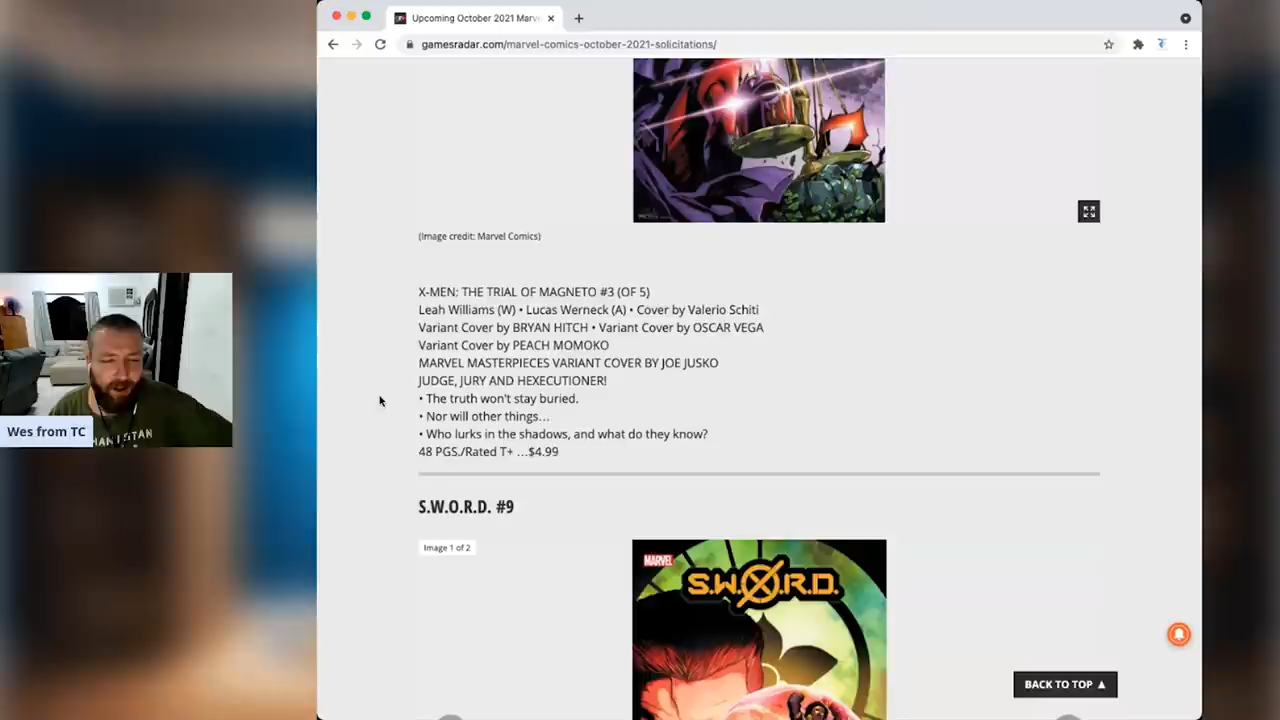 Upcoming October 2021 Marv
gamesradar.com/marvel-comics-october-2021-solicitations/
(Image credit: Marvel Comics)
X-MEN: THE TRIAL OF MAGNETO #3 (OF 5)
Leah Williams (W) • Lucas Werneck (A) • Cover by Valerio Schiti
Variant Cover by BRYAN HITCH • Variant Cover by OSCAR VEGA
Variant Cover by PEACH MOMOKO
MARVEL MASTERPIECES VARIANT COVER BY JOE JUSKO
JUDGE, JURY AND HEXECUTIONER!
• The truth won't stay buried.
• Nor will other things…
• Who lurks in the shadows, and what do they know?
48 PGS./Rated T+ …$4.99
Wes from TC
S.W.O.R.D. #9
Image 1 of 2
MARVEL
S.W.O.R.D.
BACK TO TOP ▲